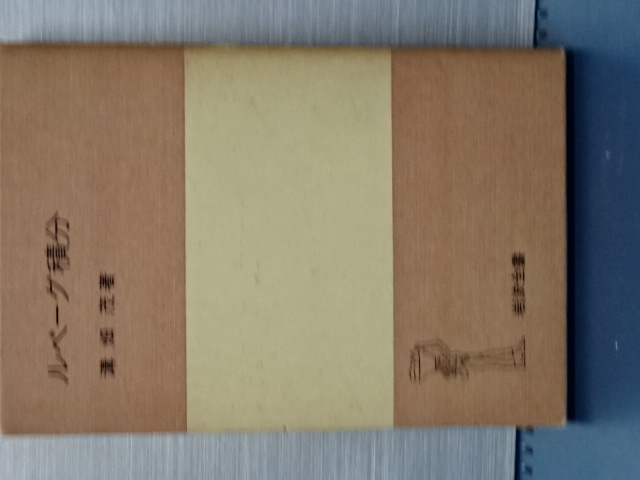 ルベーグ積分
溝畑 茂著
岩波全書